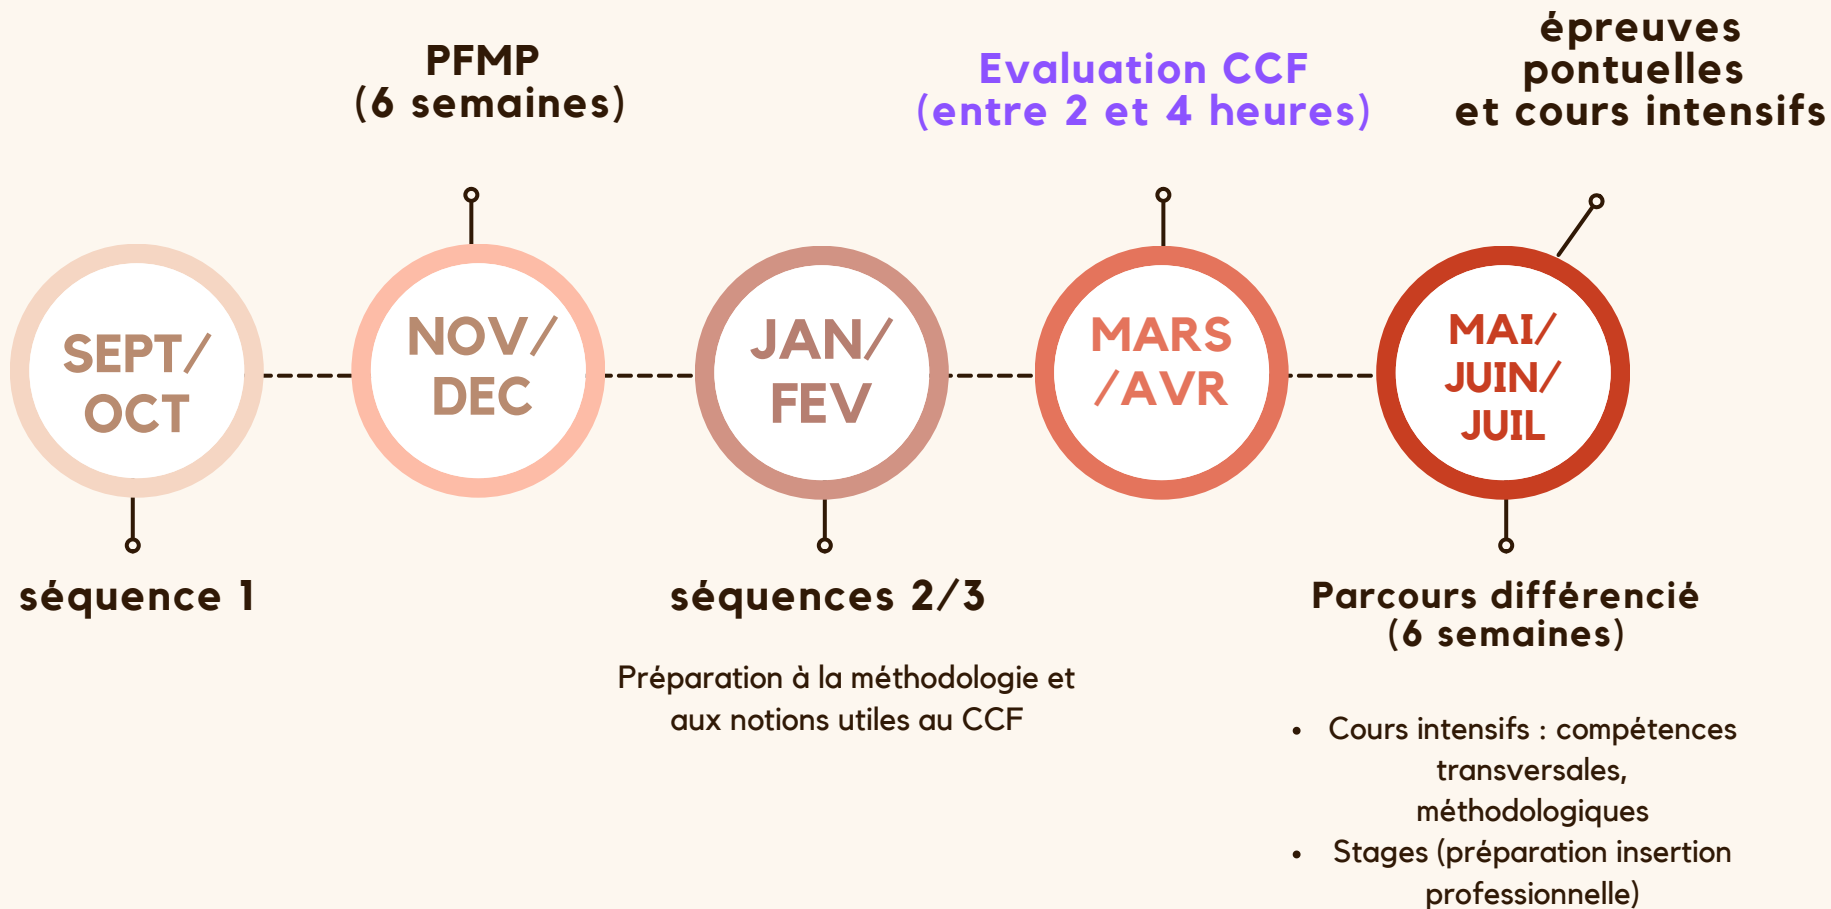 PFMP
(6 semaines)
Evaluation CCF
(entre 2 et 4 heures)
épreuves
pontuelles
et cours intensifs
SEPT/
OCT
NOV/
DEC
JAN/
FEV
MARS
/AVR
MAI/
JUIN/
JUIL
séquence 1
séquences 2/3
Préparation à la méthodologie et
aux notions utiles au CCF
Parcours différencié
(6 semaines)
• Cours intensifs : compétences
transversales,
méthodologiques
• Stages (préparation insertion
professionnelle)